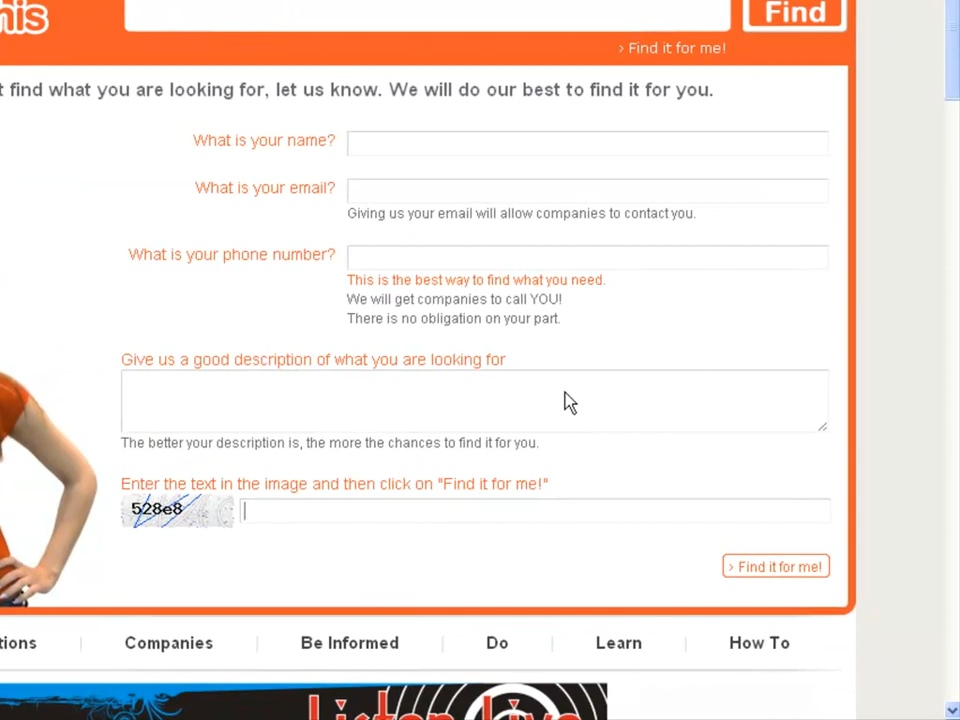 his
Find
› Find it for me!
t find what you are looking for, let us know. We will do our best to find it for you.
What is your name?
What is your email?
Giving us your email will allow companies to contact you.
What is your phone number?
This is the best way to find what you need.
We will get companies to call YOU!
There is no obligation on your part.
Give us a good description of what you are looking for
The better your description is, the more the chances to find it for you.
Enter the text in the image and then click on "Find it for me!"
528e8
› Find it for me!
tions Companies Be Informed Do Learn How To
Listen Live